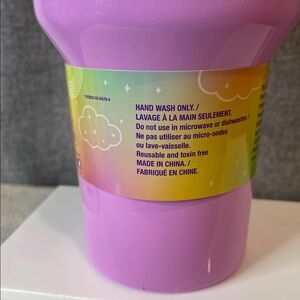 HAND WASH ONLY. /
LAVAGE À LA MAIN SEULEMENT.
Do not use in microwave or dishwasher. /
Ne pas utiliser au micro-ondes
ou lave-vaisselle.
Reusable and toxin free
MADE IN CHINA. /
FABRIQUÉ EN CHINE.